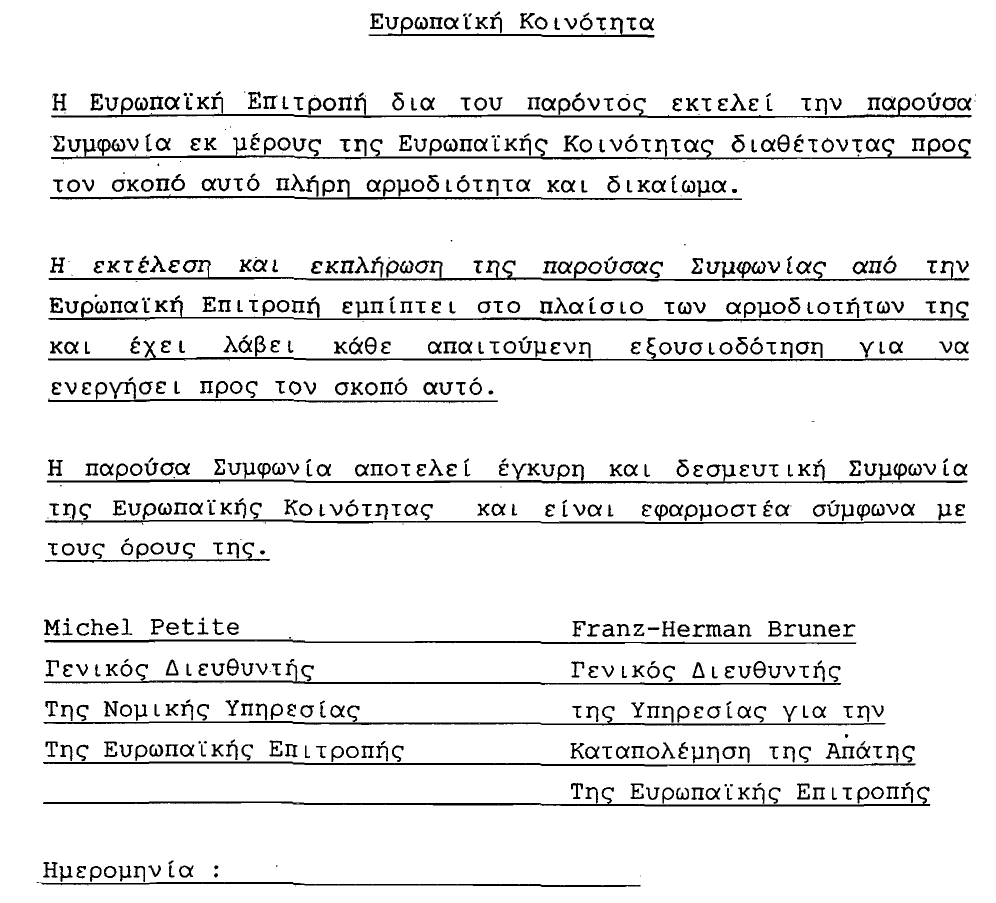 Ευρωπαϊκή Κοινότητα
Η Ευρωπαϊκή Επιτροπή δια του παρόντος εκτελεί την παρούσα
Συμφωνία εκ μέρους της Ευρωπαϊκής Κοινότητας διαθέτοντας προς
τον σκοπό αυτό πλήρη αρμοδιότητα και δικαίωμα.
Η εκτέλεση και εκπλήρωση της παρούσας Συμφωνίας από την
Ευρωπαϊκή Επιτροπή εμπίπτει στο πλαίσιο των αρμοδιοτήτων της
και έχει λάβει κάθε απαιτούμενη εξουσιοδότηση για να
ενεργήσει προς τον σκοπό αυτό.
Η παρούσα Συμφωνία αποτελεί έγκυρη και δεσμευτική Συμφωνία
της Ευρωπαϊκής Κοινότητας και είναι εφαρμοστέα σύμφωνα με
τους όρους της.
Michel Petite Franz-Herman Bruner
Γενικός Διευθυντής Γενικός Διευθυντής
Της Νομικής Υπηρεσίας της Υπηρεσίας για την
Της Ευρωπαϊκής Επιτροπής Καταπολέμηση της Απάτης
Της Ευρωπαϊκής Επιτροπής
Ημερομηνία :